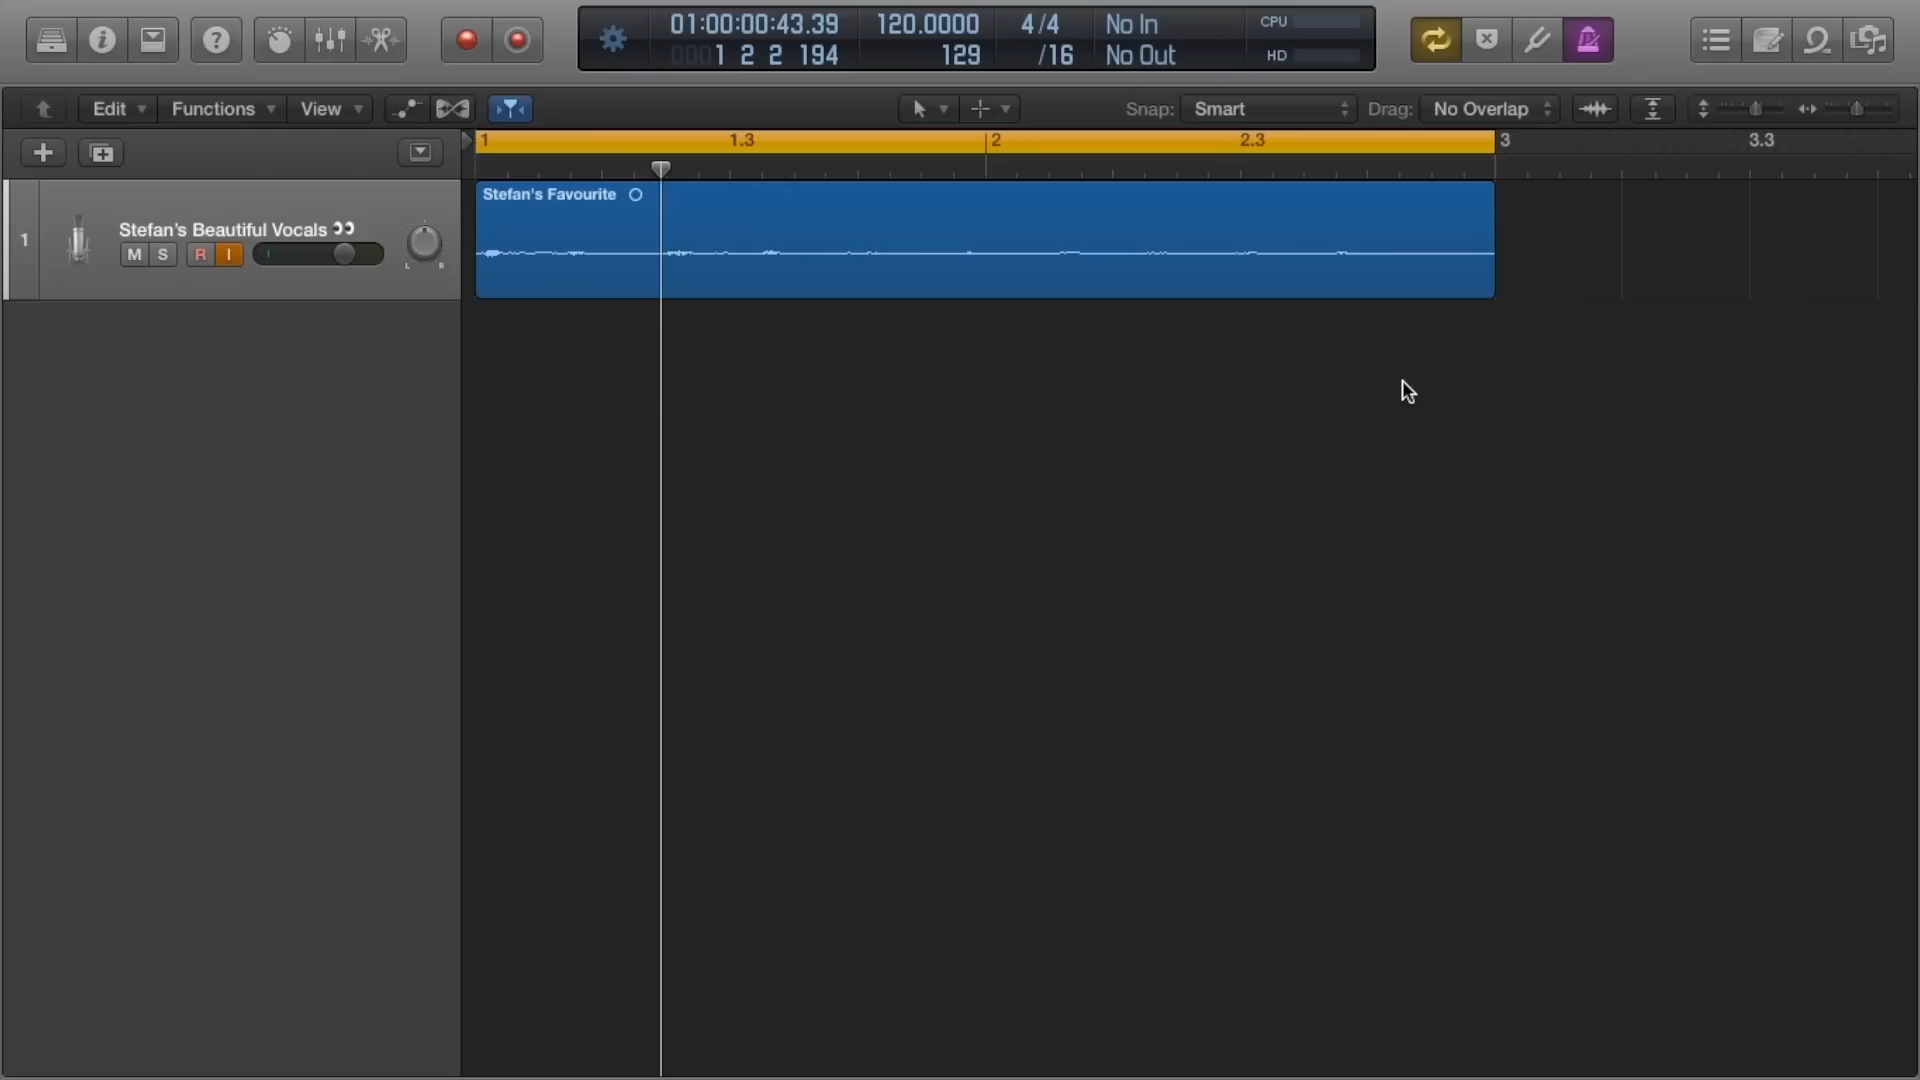 01:00:00:43.39
120.0000
4/4
No In
CPU
0001 2 2 194
129
/16
No Out
HD
Edit
Functions
View
Snap: Smart
Drag: No Overlap
1
1.3
2
2.3
3
3.3
Stefan's Favourite
1
Stefan's Beautiful Vocals 👀
M S R I
L R